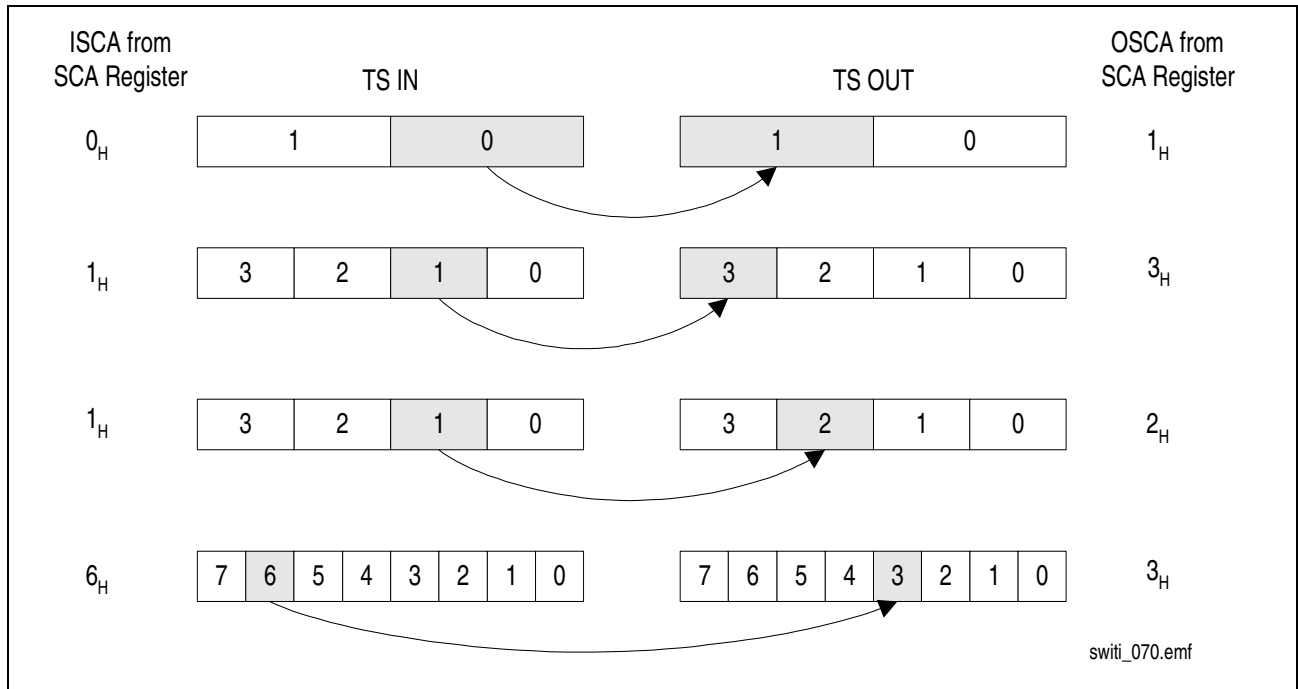 ISCA from
SCA Register
TS IN
TS OUT
OSCA from
SCA Register
0H
1 0
1 0
1H
1H
3 2 1 0
3 2 1 0
3H
1H
3 2 1 0
3 2 1 0
2H
6H
7 6 5 4 3 2 1 0
7 6 5 4 3 2 1 0
3H
switi_070.emf